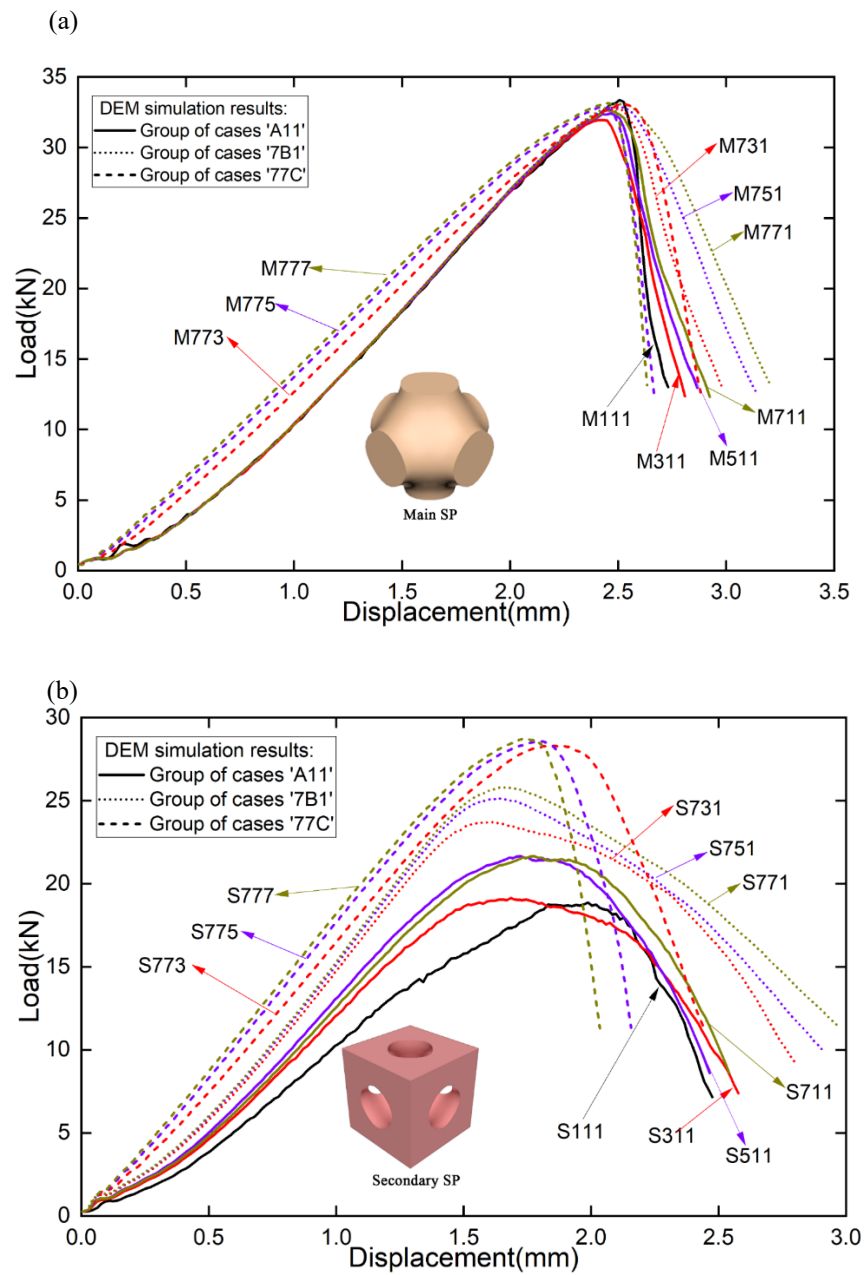 (a)
35
30
25
20
15
10
5
0
Load(kN)
DEM simulation results:
Group of cases 'A11'
Group of cases '7B1'
Group of cases '77C'
M731
M751
M771
M777
M775
M773
M111
M311
M511
M711
Main SP
0.0 0.5 1.0 1.5 2.0 2.5 3.0 3.5
Displacement(mm)
(b)
30
25
20
15
10
5
0
Load(kN)
DEM simulation results:
Group of cases 'A11'
Group of cases '7B1'
Group of cases '77C'
S731
S751
S771
S777
S775
S773
S711
S111
S311
S511
Secondary SP
0.0 0.5 1.0 1.5 2.0 2.5 3.0
Displacement(mm)